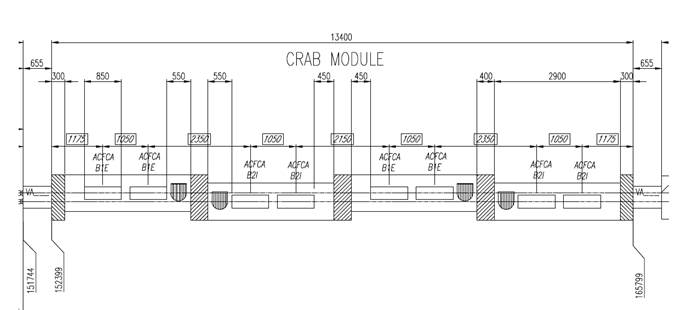 13400
655
CRAB MODULE
655
300
850
550
550
450
450
400
2900
300
1175
1050
2350
1050
2150
1050
2350
1050
1175
ACFCA
B1E
ACFCA
B1E
ACFCA
B2I
ACFCA
B2I
ACFCA
B1E
ACFCA
B1E
ACFCA
B2I
ACFCA
B2I
VA
VA
151744
152399
165799